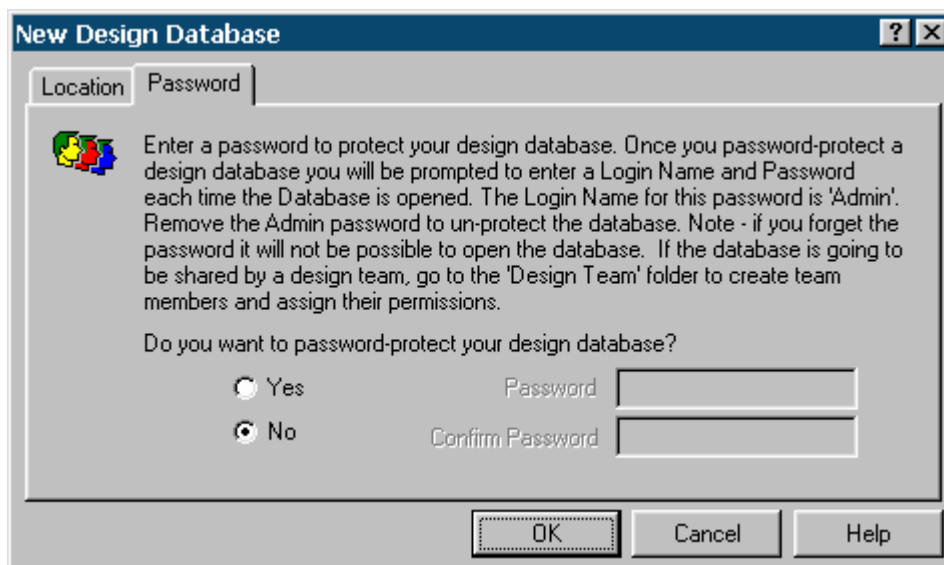 New Design Database
Location Password
Enter a password to protect your design database. Once you password-protect a
design database you will be prompted to enter a Login Name and Password
each time the Database is opened. The Login Name for this password is 'Admin'.
Remove the Admin password to un-protect the database. Note - if you forget the
password it will not be possible to open the database.  If the database is going to
be shared by a design team, go to the 'Design Team' folder to create team
members and assign their permissions.
Do you want to password-protect your design database?
Yes Password
No Confirm Password
OK Cancel Help